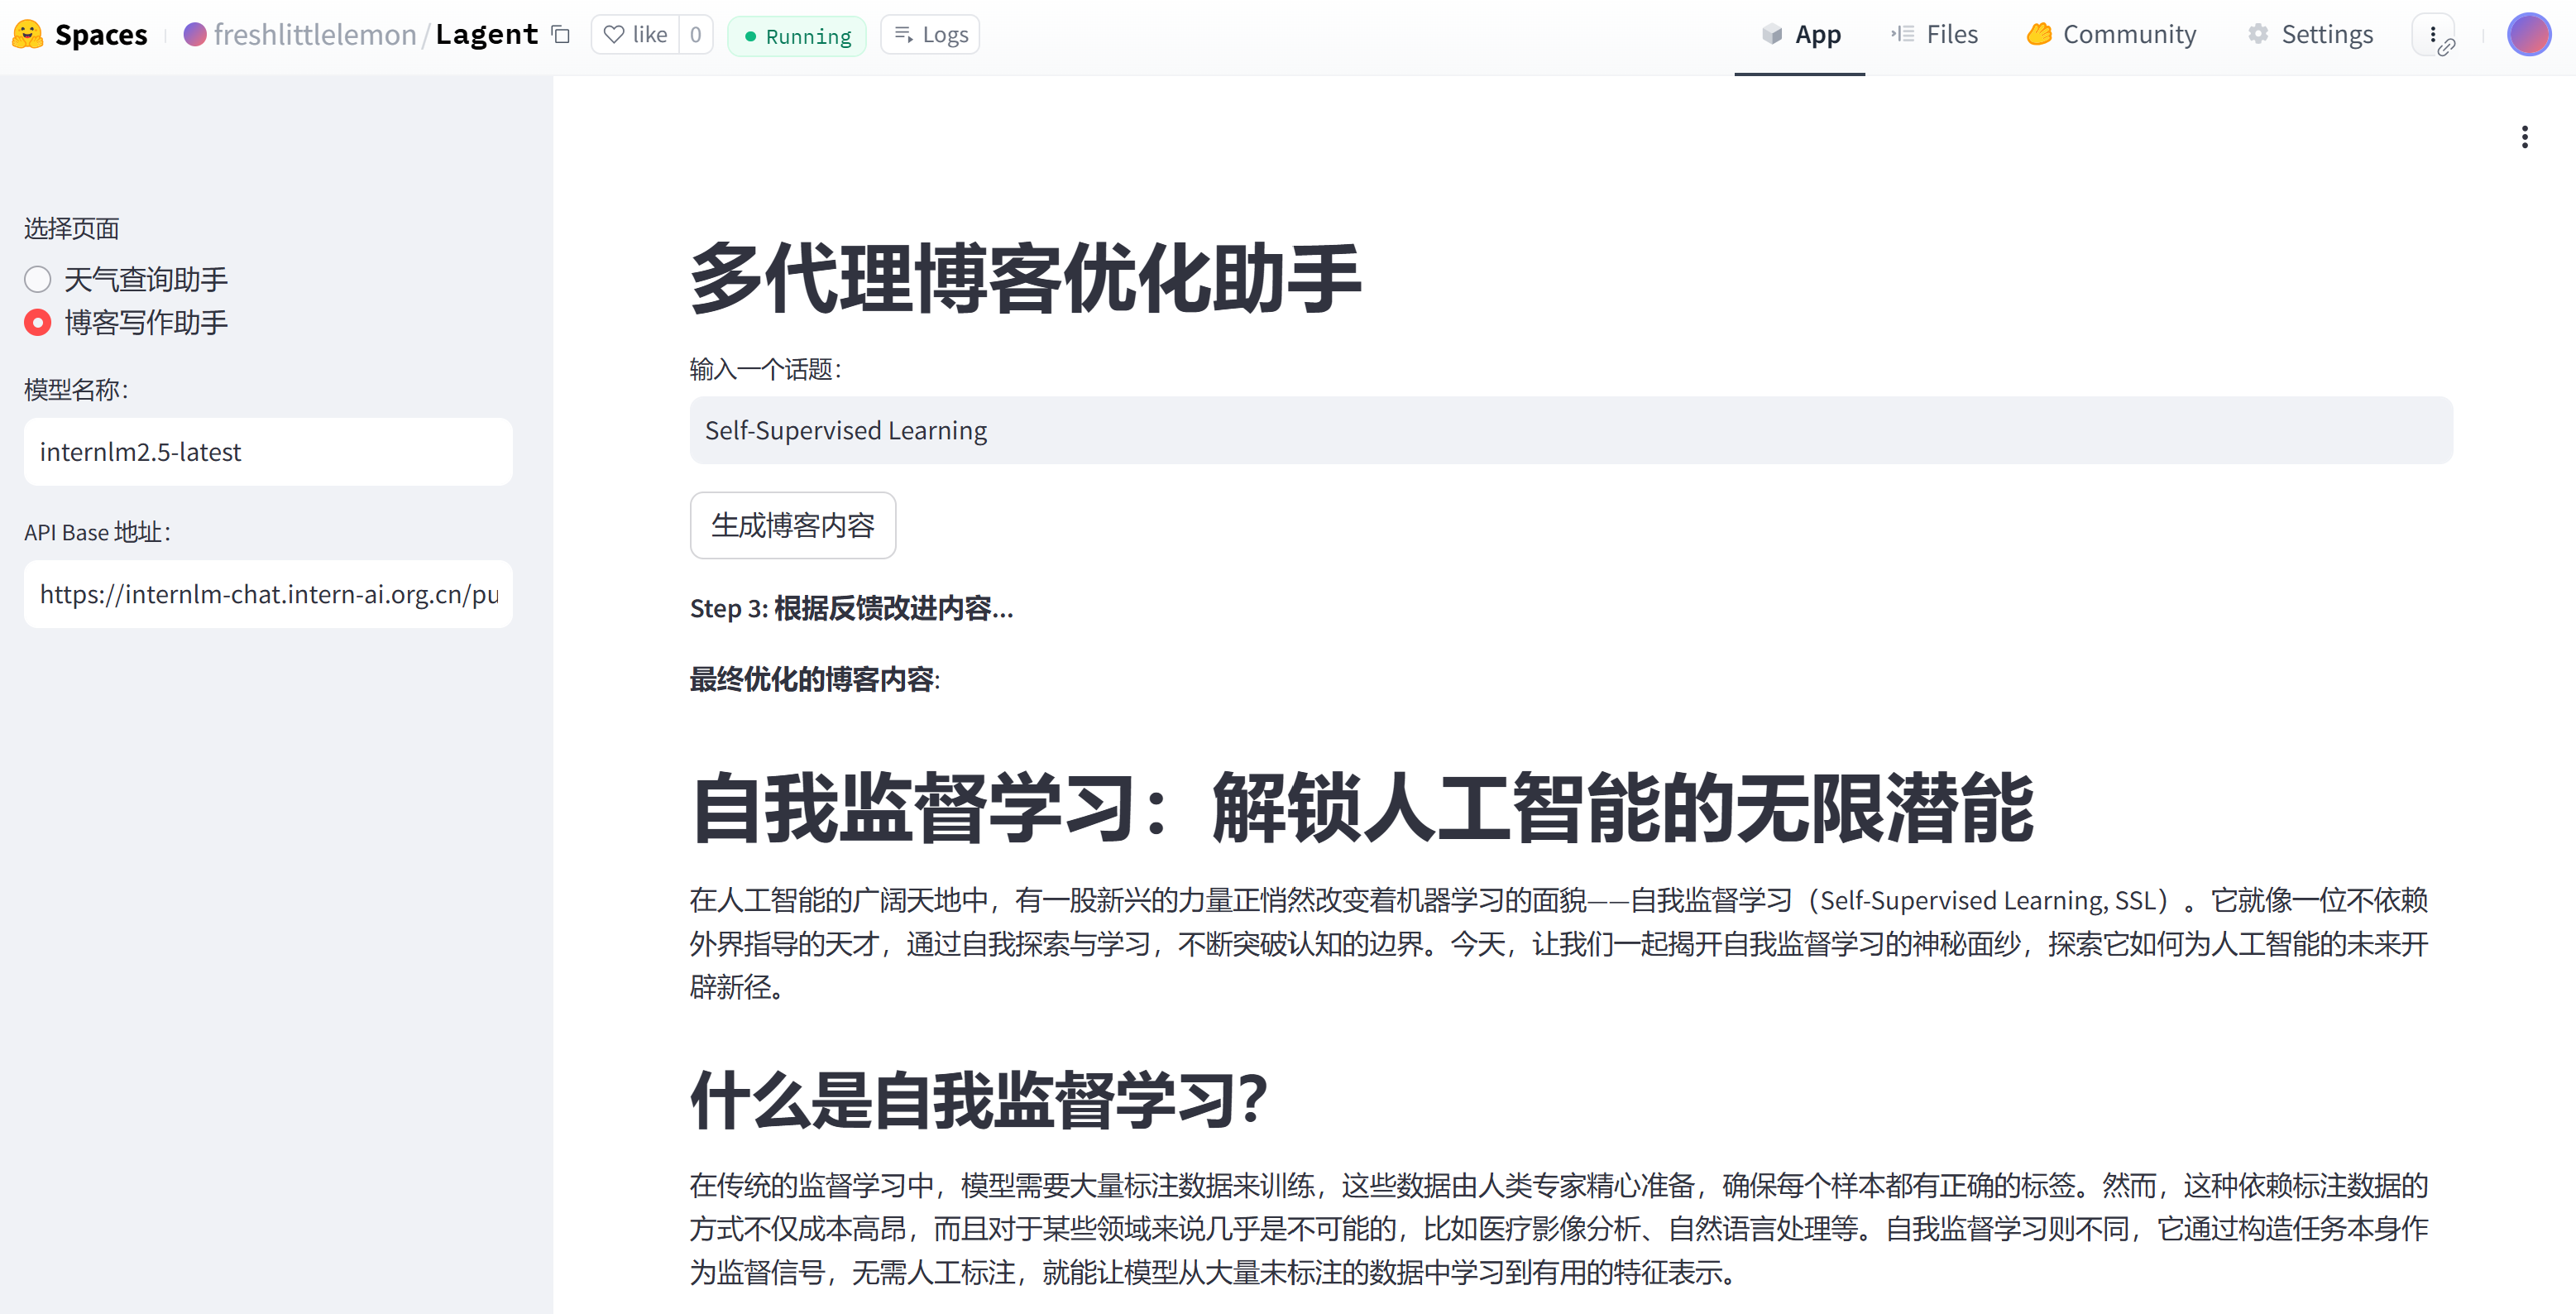 Spaces freshlittlelemon/Lagent like 0 Running Logs App Files Community Settings
选择页面
天气查询助手
博客写作助手
模型名称：
internlm2.5-latest
API Base 地址：
https://internlm-chat.intern-ai.org.cn/pu
多代理博客优化助手
输入一个话题：
Self-Supervised Learning
生成博客内容
Step 3: 根据反馈改进内容...
最终优化的博客内容:
自我监督学习：解锁人工智能的无限潜能
在人工智能的广阔天地中，有一股新兴的力量正悄然改变着机器学习的面貌——自我监督学习（Self-Supervised Learning, SSL）。它就像一位不依赖
外界指导的天才，通过自我探索与学习，不断突破认知的边界。今天，让我们一起揭开自我监督学习的神秘面纱，探索它如何为人工智能的未来开
辟新径。
什么是自我监督学习？
在传统的监督学习中，模型需要大量标注数据来训练，这些数据由人类专家精心准备，确保每个样本都有正确的标签。然而，这种依赖标注数据的
方式不仅成本高昂，而且对于某些领域来说几乎是不可能的，比如医疗影像分析、自然语言处理等。自我监督学习则不同，它通过构造任务本身作
为监督信号，无需人工标注，就能让模型从大量未标注的数据中学习到有用的特征表示。